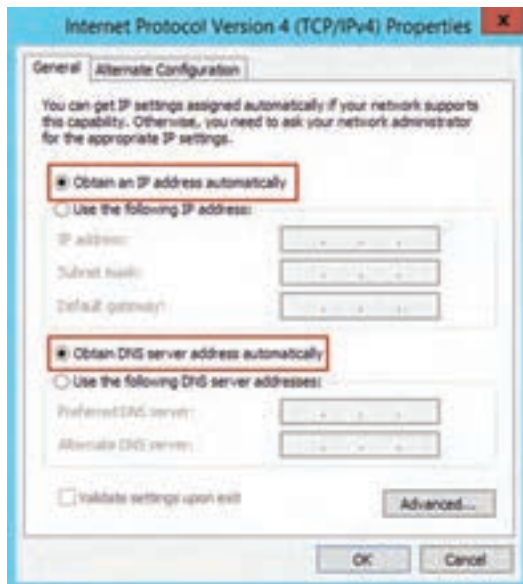 Internet Protocol Version 4 (TCP/IPv4) Properties
x
General
Alternate Configuration
You can get IP settings assigned automatically if your network supports
this capability. Otherwise, you need to ask your network administrator
for the appropriate IP settings.
Obtain an IP address automatically
Use the following IP address:
IP address:
Subnet mask:
Default gateway:
Obtain DNS server address automatically
Use the following DNS server addresses:
Preferred DNS server:
Alternate DNS server:
Validate settings upon exit
Advanced...
OK
Cancel